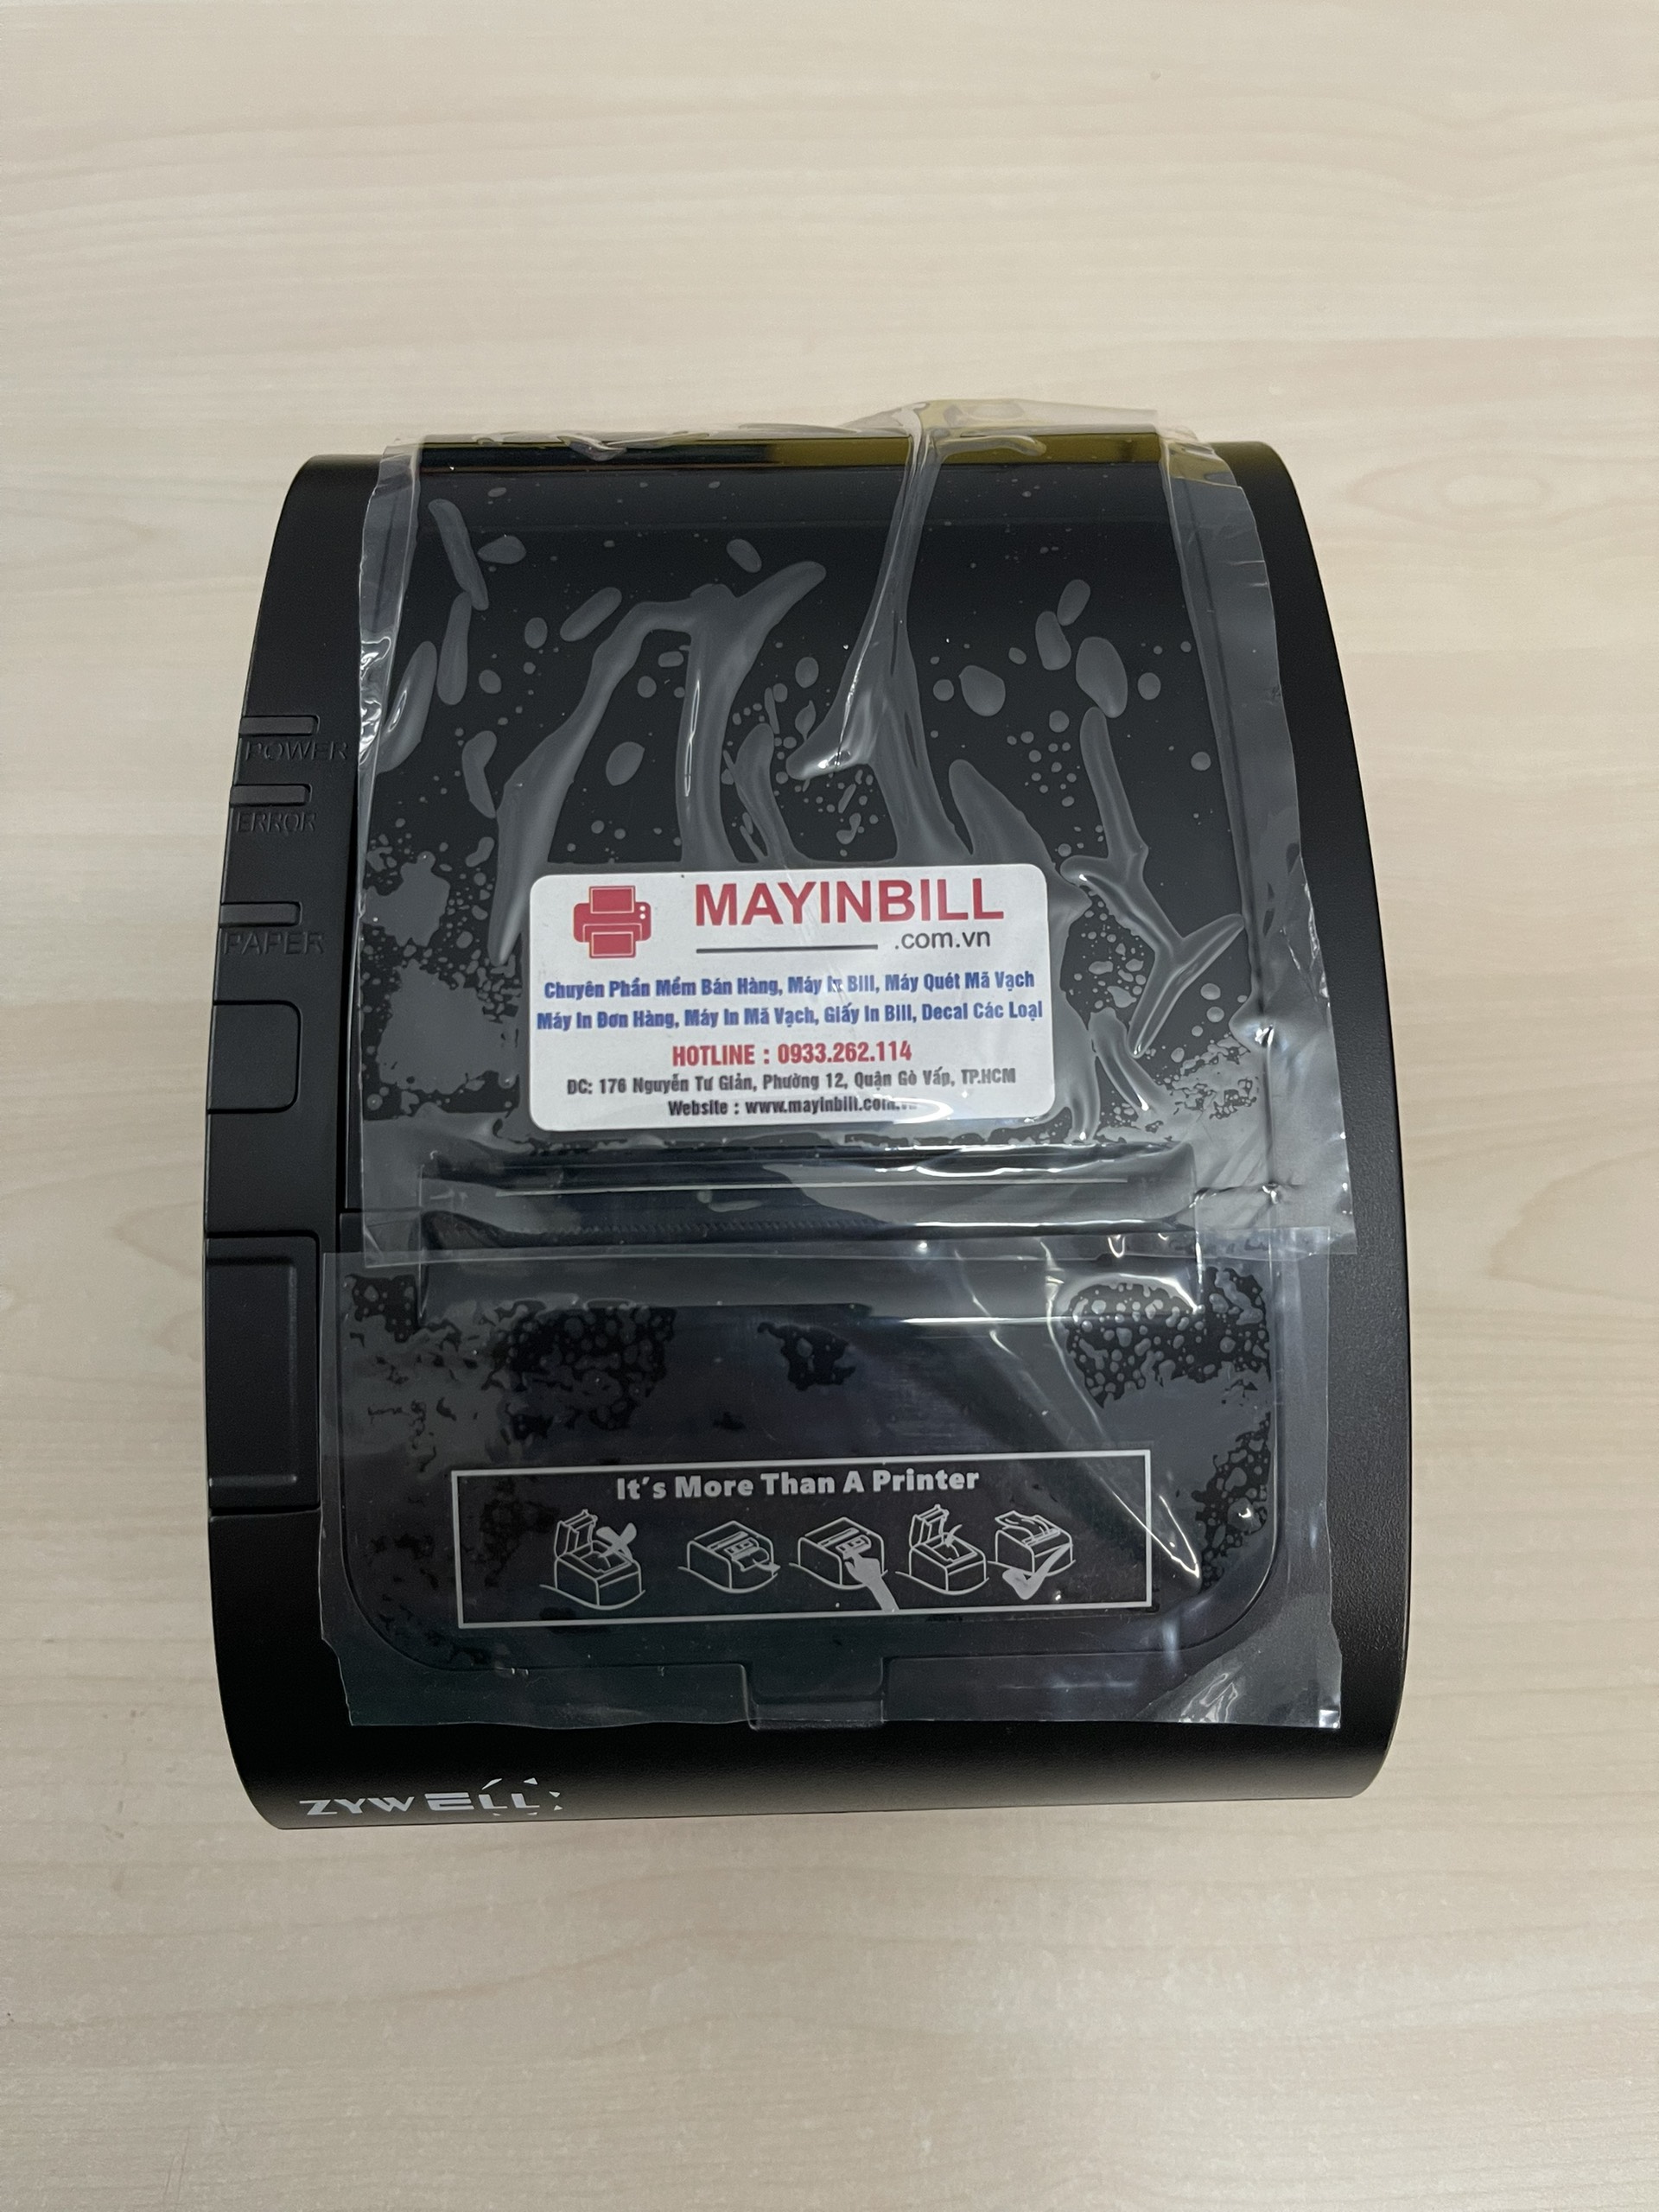 POWER
ERROR
PAPER
MAYINBILL
.com.vn
Chuyên Phần Mềm Bán Hàng, Máy In Bill, Máy Quét Mã Vạch
Máy In Đơn Hàng, Máy In Mã Vạch, Giấy In Bill, Decal Các Loại
HOTLINE : 0933.262.114
ĐC: 176 Nguyễn Tư Giản, Phường 12, Quận Gò Vấp, TP.HCM
Website : www.mayinbill.com.vn
It's More Than A Printer
ZYWELL